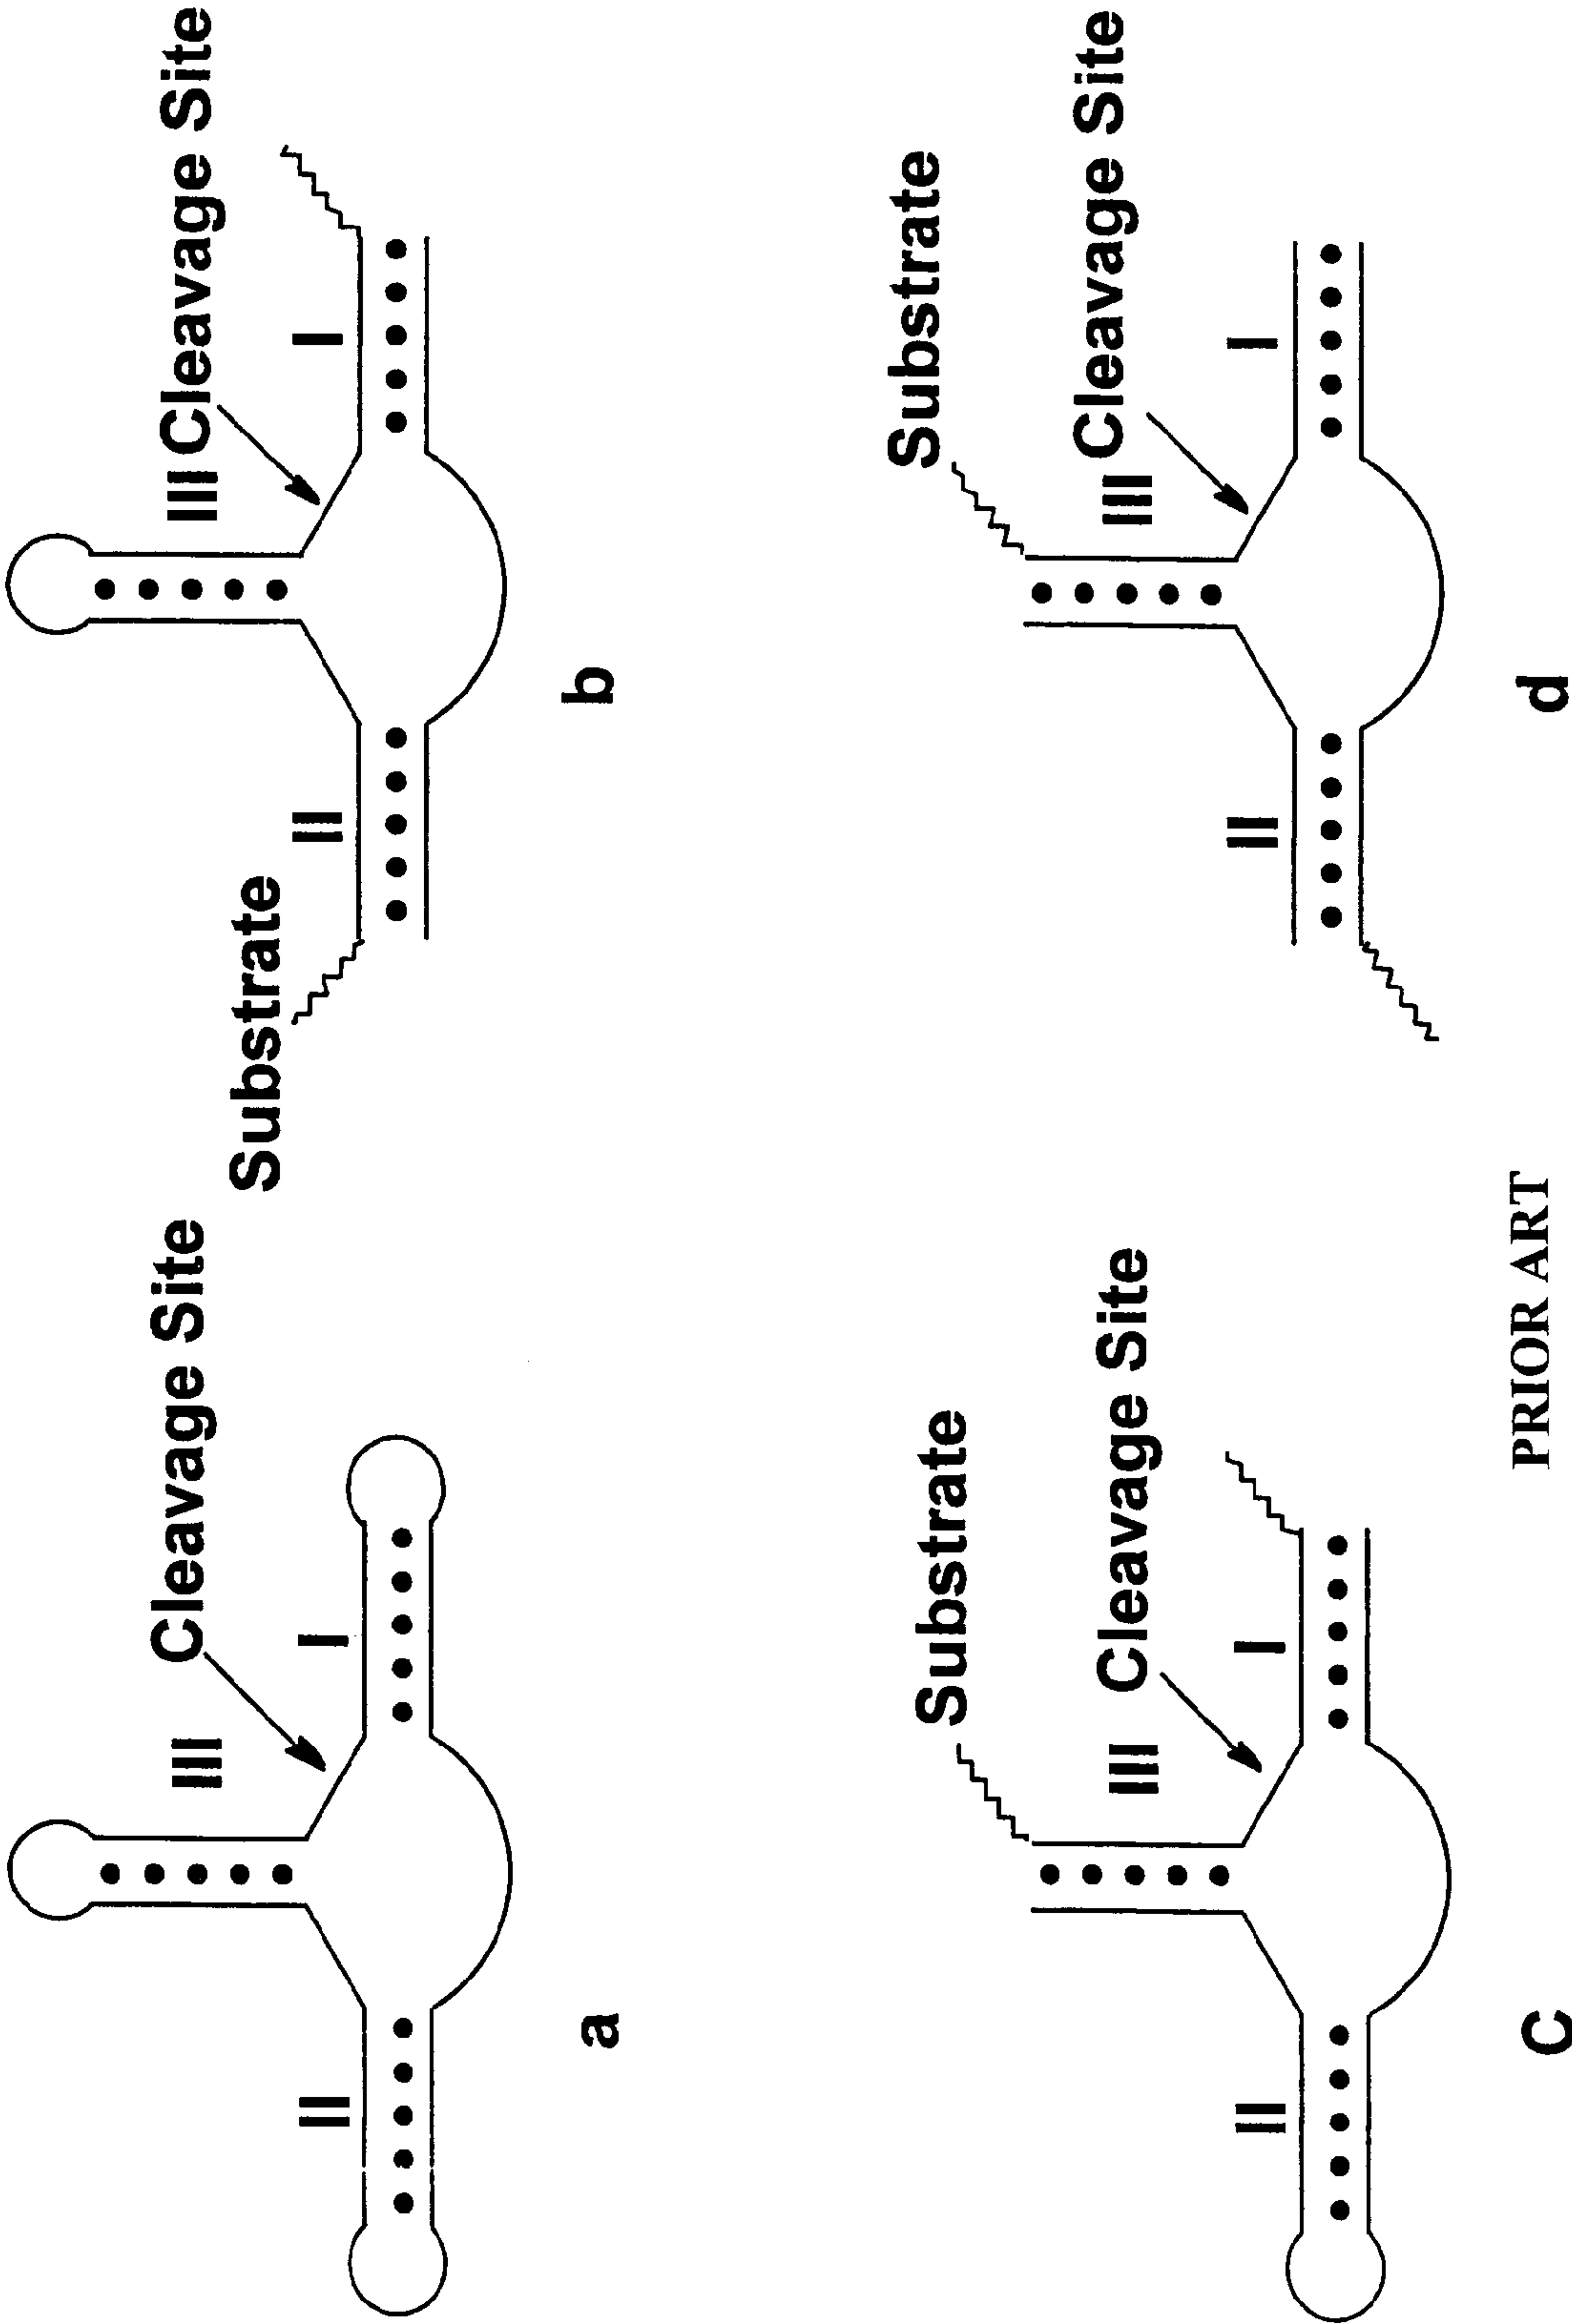 III Cleavage Site
II I
a
III Cleavage Site
Substrate
II I
b
Substrate
III Cleavage Site
II I
C
Substrate
III Cleavage Site
II I
d
PRIOR ART